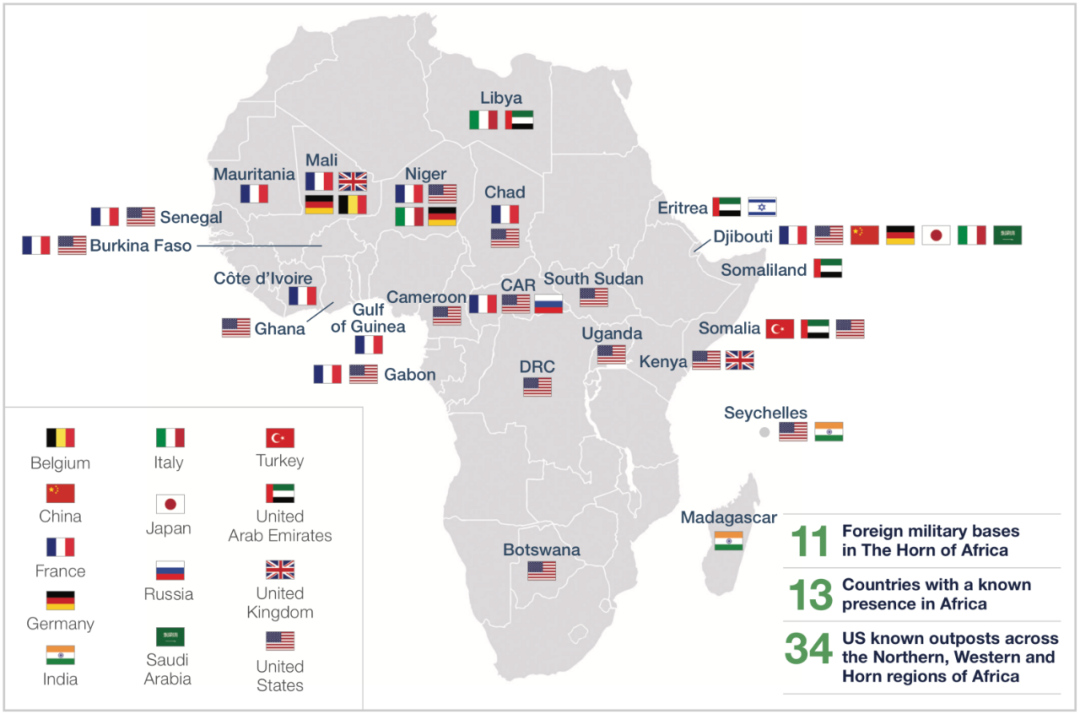 Libya
Mali
Mauritania
Niger
Chad
Senegal
Burkina Faso
Eritrea
Djibouti
Somaliland
Côte d’Ivoire
Ghana
Gulf
of Guinea
Cameroon
CAR
South Sudan
Gabon
Uganda
DRC
Kenya
Somalia
Seychelles
Madagascar
Botswana
Belgium
China
France
Germany
India
Italy
Japan
Russia
Saudi
Arabia
Turkey
United
Arab Emirates
United
Kingdom
United
States
11 Foreign military bases
in The Horn of Africa
13 Countries with a known
presence in Africa
34 US known outposts across
the Northern, Western and
Horn regions of Africa